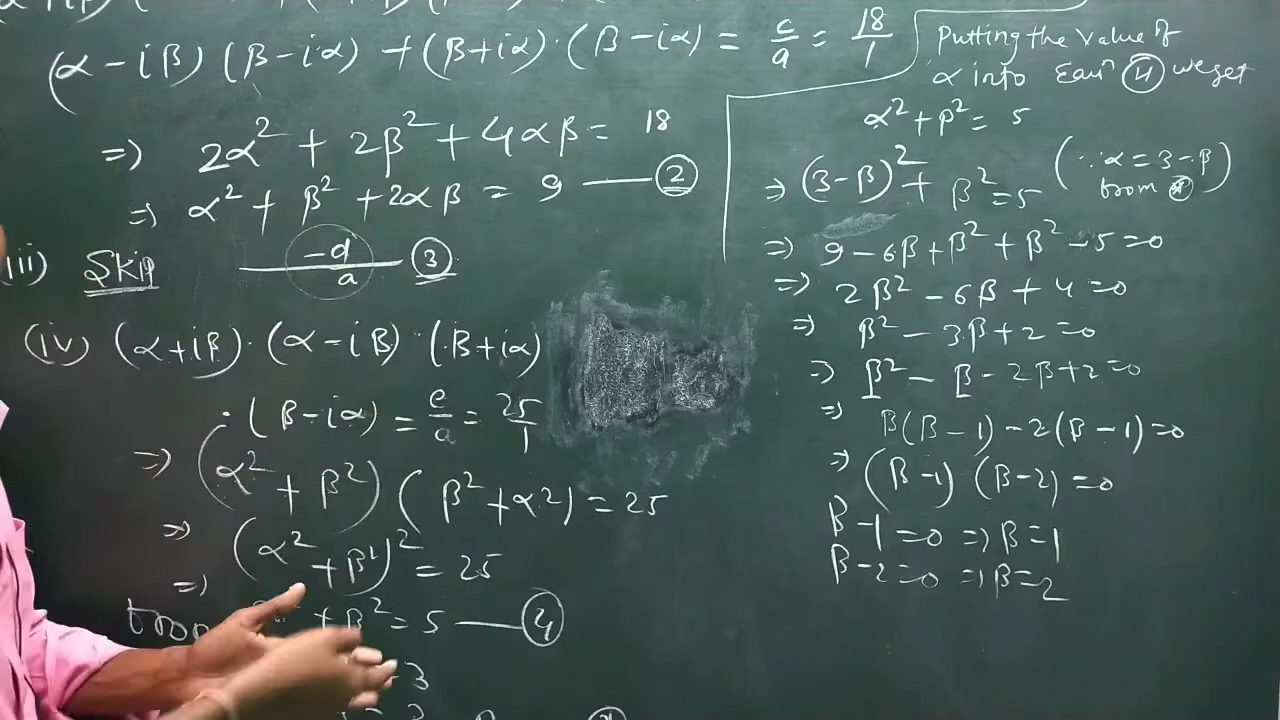 (α - iβ) (β - iα) + (β + iα) · (β - iα) = c/a = 18/1
=> 2α² + 2β² + 4αβ = 18
=> α² + β² + 2αβ = 9 —— ②
(iii) Skip —— -d/a —— ③
(iv) (α + iβ) · (α - iβ) · (β + iα)
· (β - iα) = e/a = 25/1
=> (α² + β²) (β² + α2) = 25
=> (α² + β²)² = 25
=> + β² = 5 —— ④
3
Putting the value of
α into Eqn ④ we get
α² + β² = 5
=> (3 - β)² + β² = 5 (∵ α = 3 - β
from
=> 9 - 6β + β² + β² - 5 = 0
=> 2β² - 6β + 4 = 0
=> β² - 3β + 2 = 0
=> β² - β - 2β + 2 = 0
=> β(β - 1) - 2(β - 1) = 0
=> (β - 1) (β - 2) = 0
β - 1 = 0 => β = 1
β - 2 = 0 => β = 2